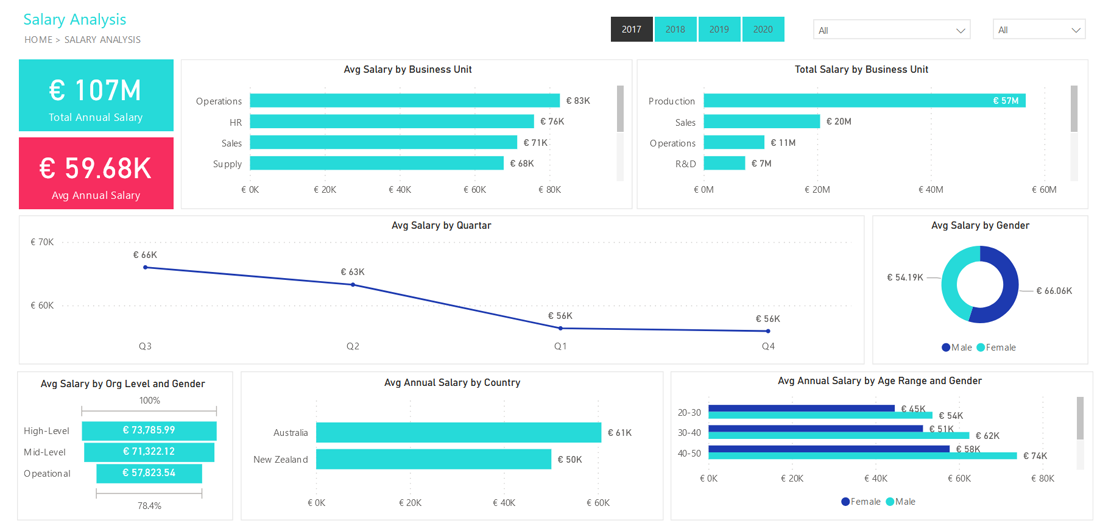 Salary Analysis
HOME > SALARY ANALYSIS
2017 2018 2019 2020
All
All
€ 107M
Total Annual Salary
€ 59.68K
Avg Annual Salary
Avg Salary by Business Unit
Operations € 83K
HR € 76K
Sales € 71K
Supply € 68K
€ 0K € 20K € 40K € 60K € 80K
Total Salary by Business Unit
Production € 57M
Sales € 20M
Operations € 11M
R&D € 7M
€ 0M € 20M € 40M € 60M
Avg Salary by Quartar
€ 70K
€ 60K
€ 66K € 63K € 56K € 56K
Q3 Q2 Q1 Q4
Avg Salary by Gender
€ 54.19K
€ 66.06K
Male Female
Avg Salary by Org Level and Gender
100%
High-Level € 73,785.99
Mid-Level € 71,322.12
Opeational € 57,823.54
78.4%
Avg Annual Salary by Country
Australia € 61K
New Zealand € 50K
€ 0K € 20K € 40K € 60K
Avg Annual Salary by Age Range and Gender
20-30 € 45K € 54K
30-40 € 51K € 62K
40-50 € 58K € 74K
€ 0K € 20K € 40K € 60K € 80K
Female Male